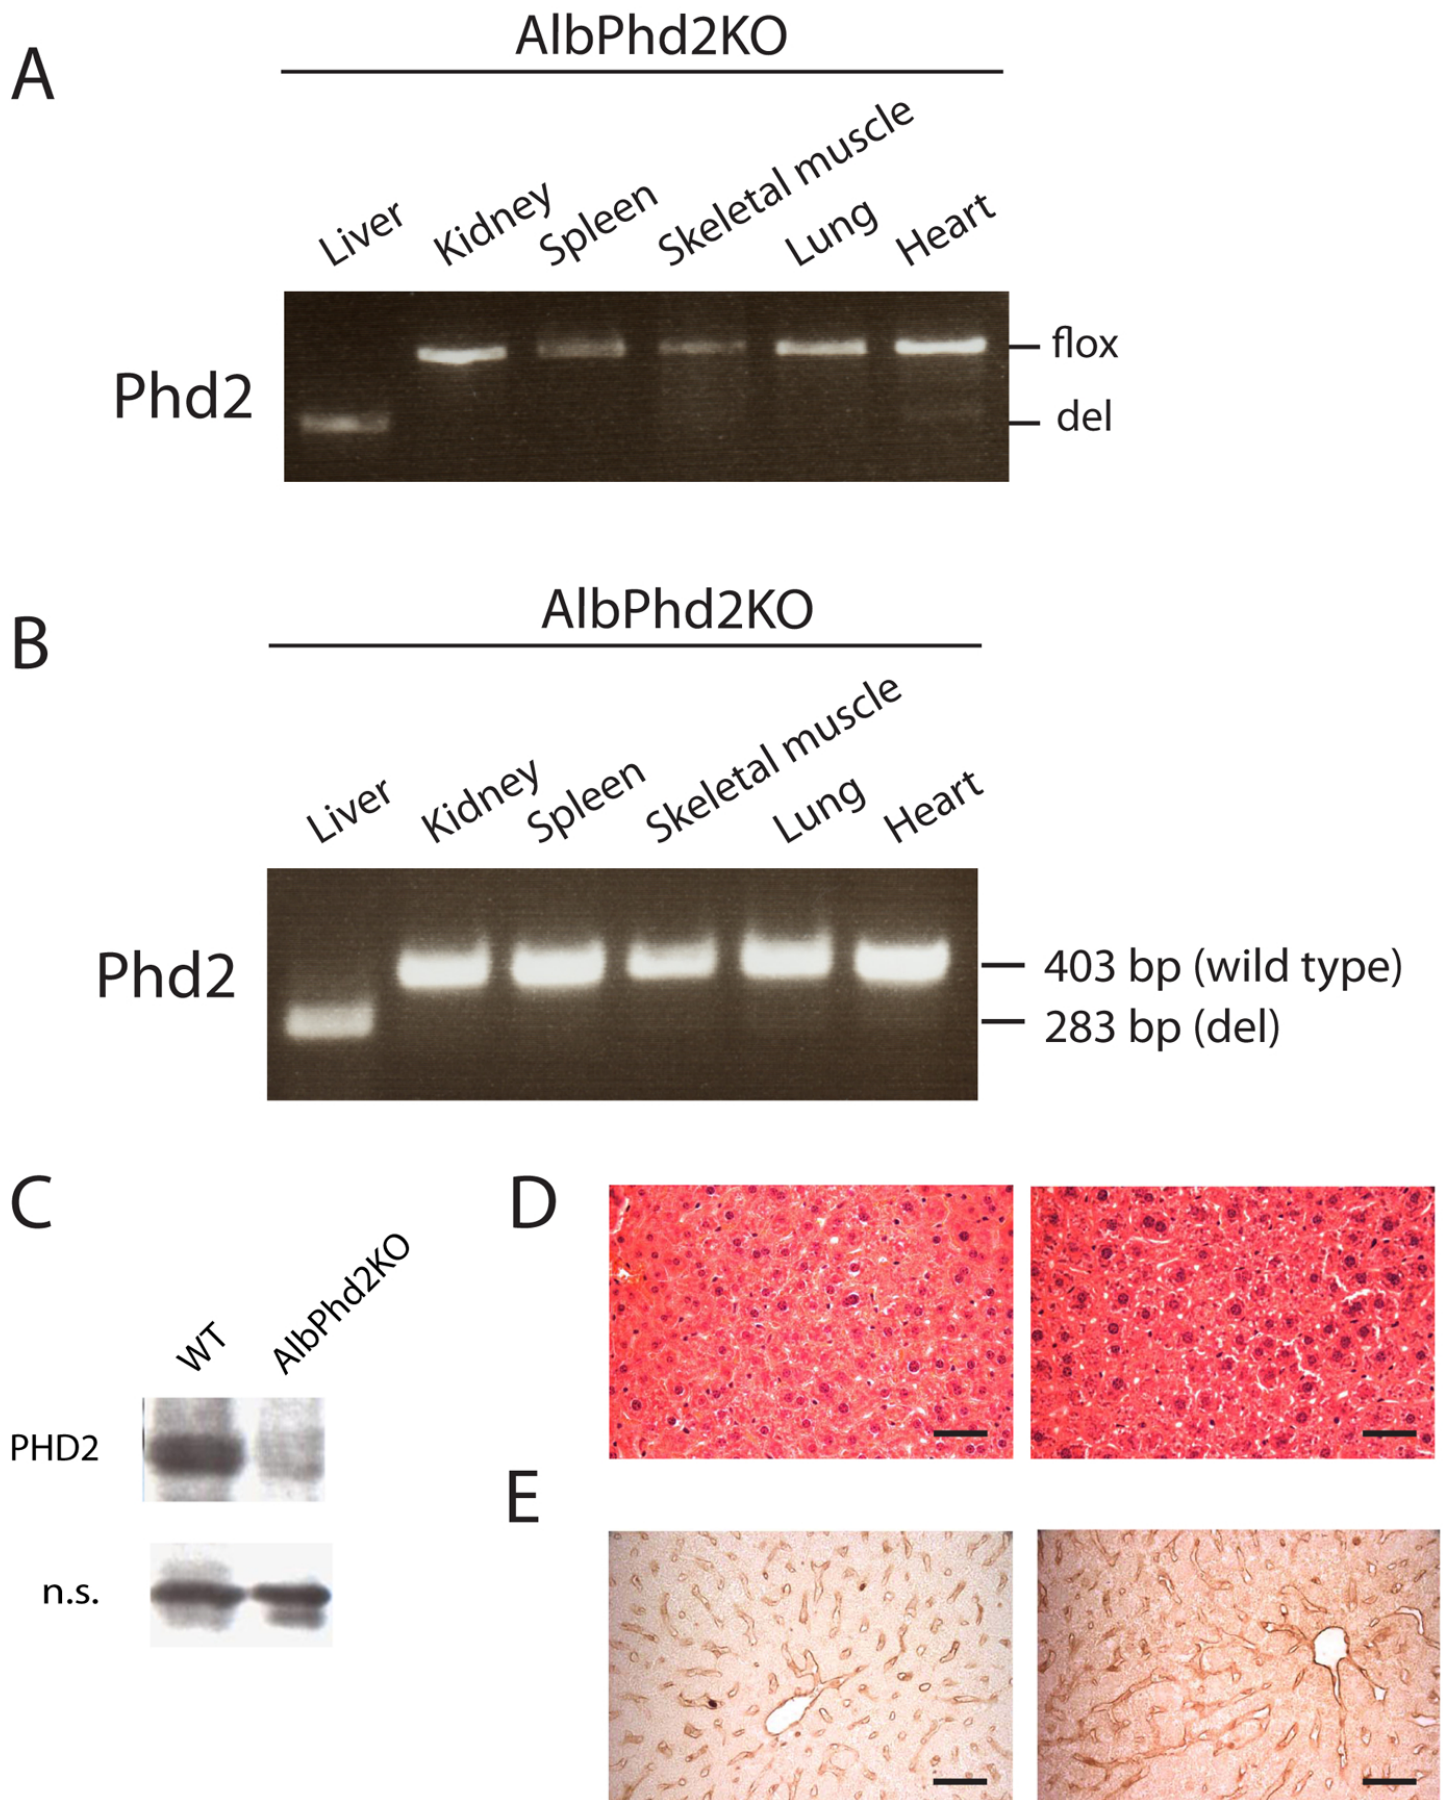 A
AlbPhd2KO
Liver Kidney Spleen Skeletal muscle Lung Heart
Phd2
flox
del
B
AlbPhd2KO
Liver Kidney Spleen Skeletal muscle Lung Heart
Phd2
403 bp (wild type)
283 bp (del)
C
WT AlbPhd2KO
PHD2
n.s.
D
E